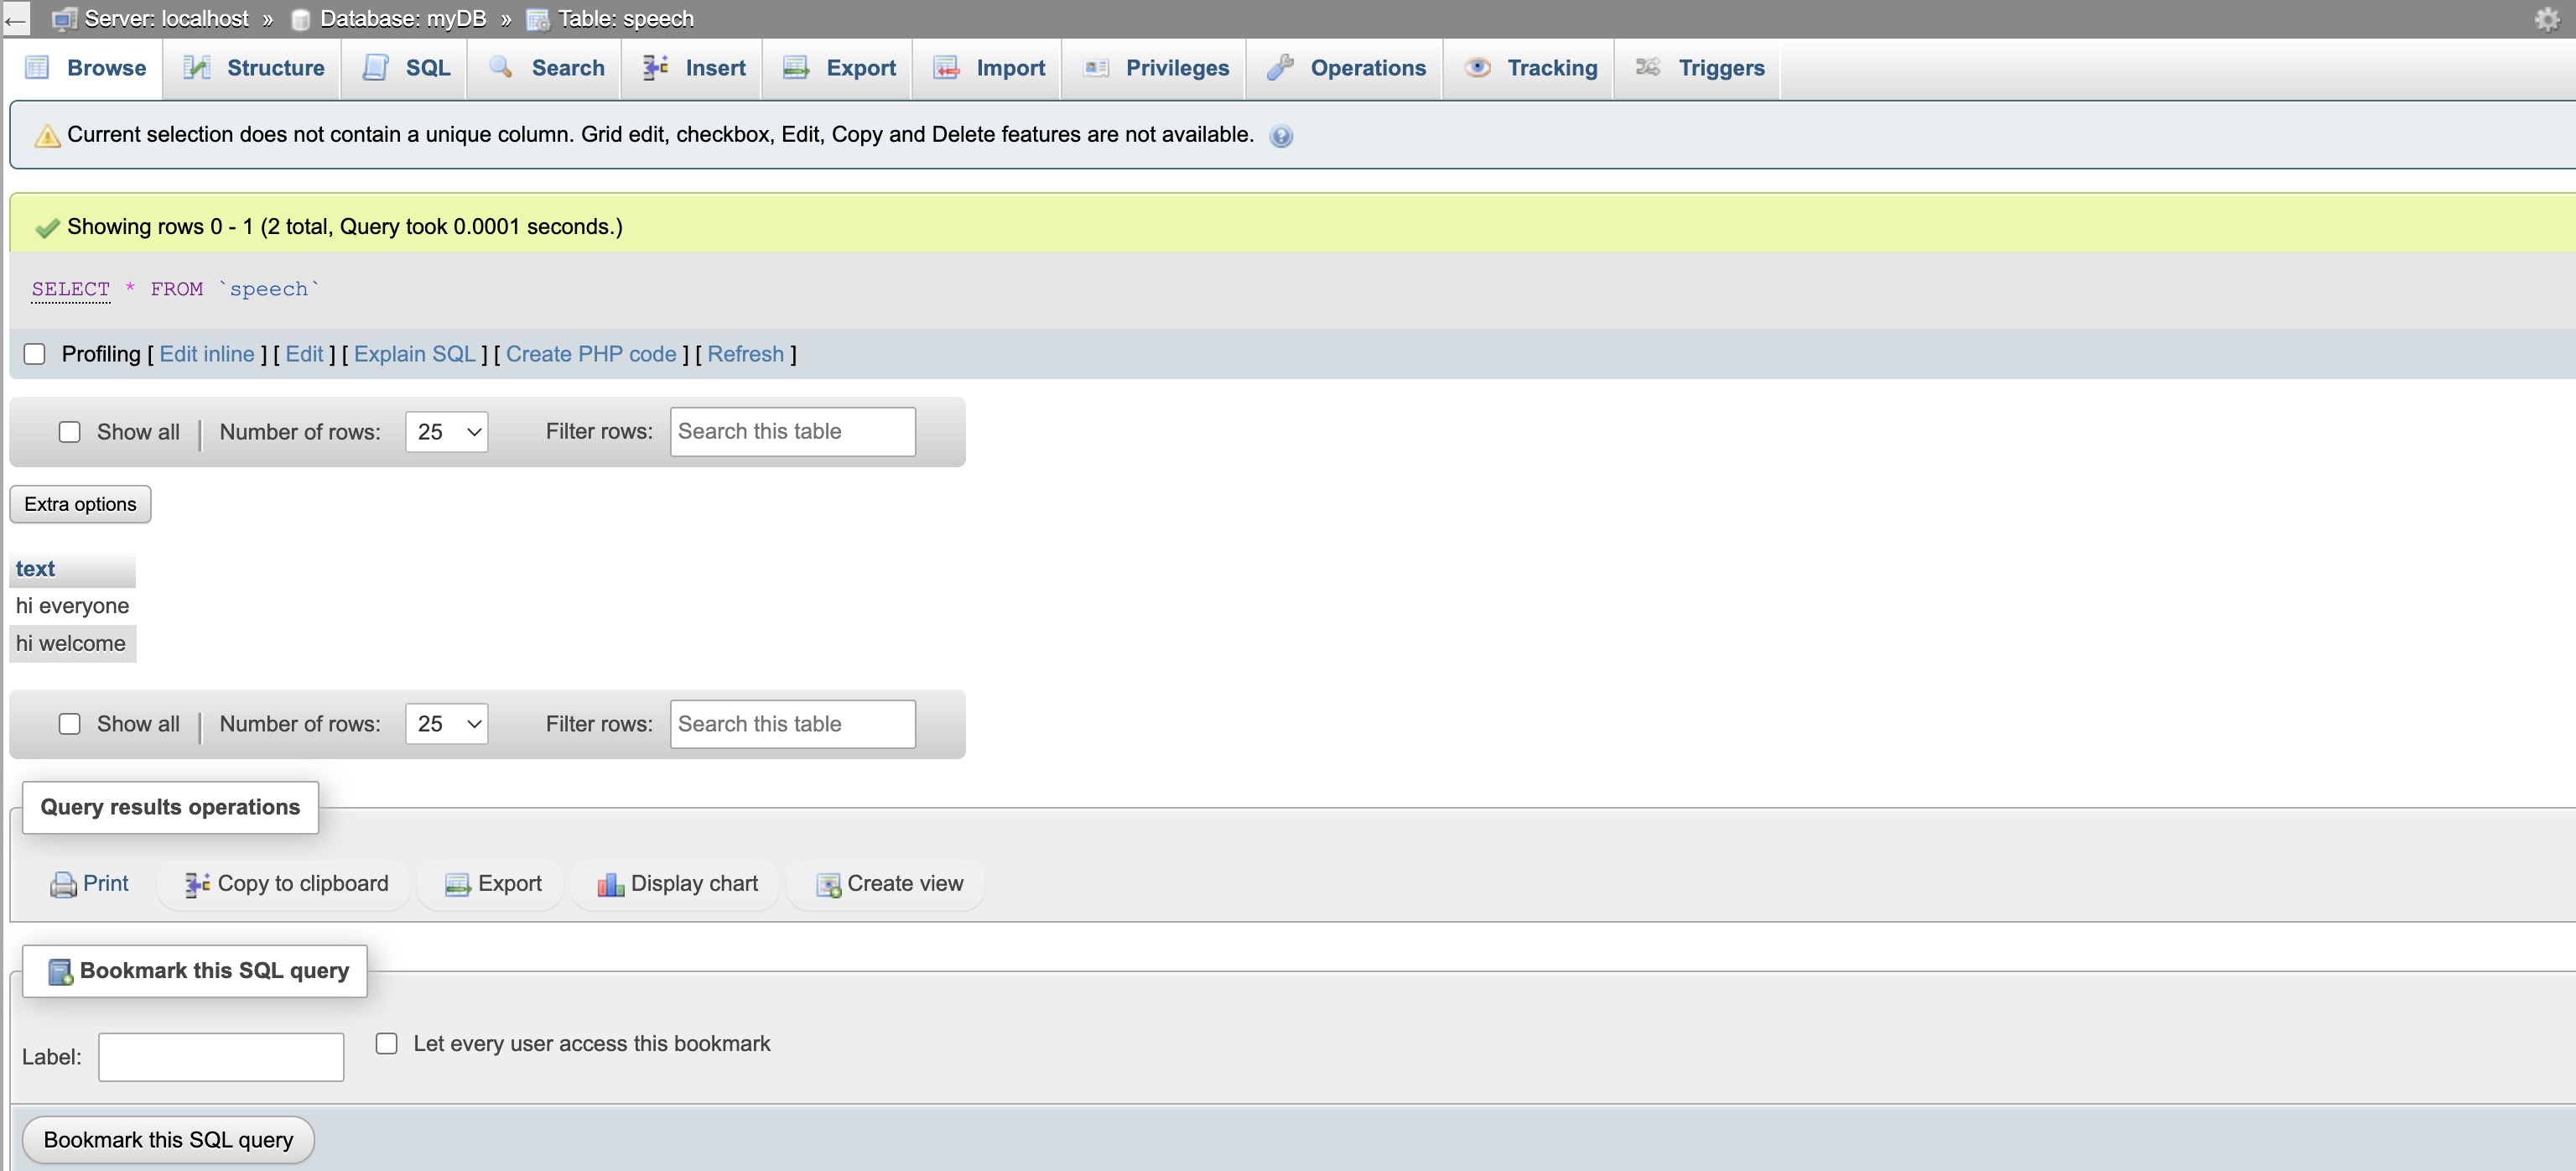 Server: localhost » Database: myDB » Table: speech
Browse Structure SQL Search Insert Export Import Privileges Operations Tracking Triggers
Current selection does not contain a unique column. Grid edit, checkbox, Edit, Copy and Delete features are not available.
Showing rows 0 - 1 (2 total, Query took 0.0001 seconds.)
SELECT * FROM `speech`
Profiling [ Edit inline ] [ Edit ] [ Explain SQL ] [ Create PHP code ] [ Refresh ]
Show all | Number of rows: 25 Filter rows: Search this table
Extra options
text
hi everyone
hi welcome
Show all | Number of rows: 25 Filter rows: Search this table
Query results operations
Print Copy to clipboard Export Display chart Create view
Bookmark this SQL query
Label: Let every user access this bookmark
Bookmark this SQL query